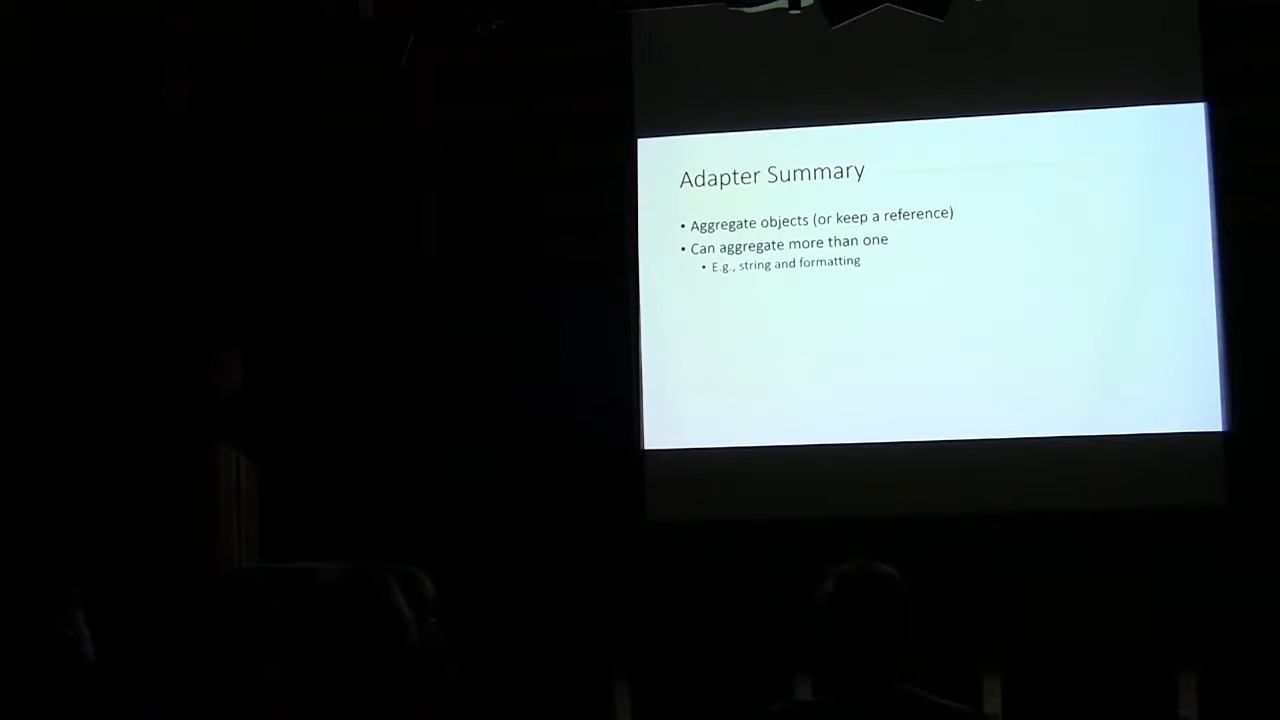 Adapter Summary
• Aggregate objects (or keep a reference)
• Can aggregate more than one
• E.g., string and formatting